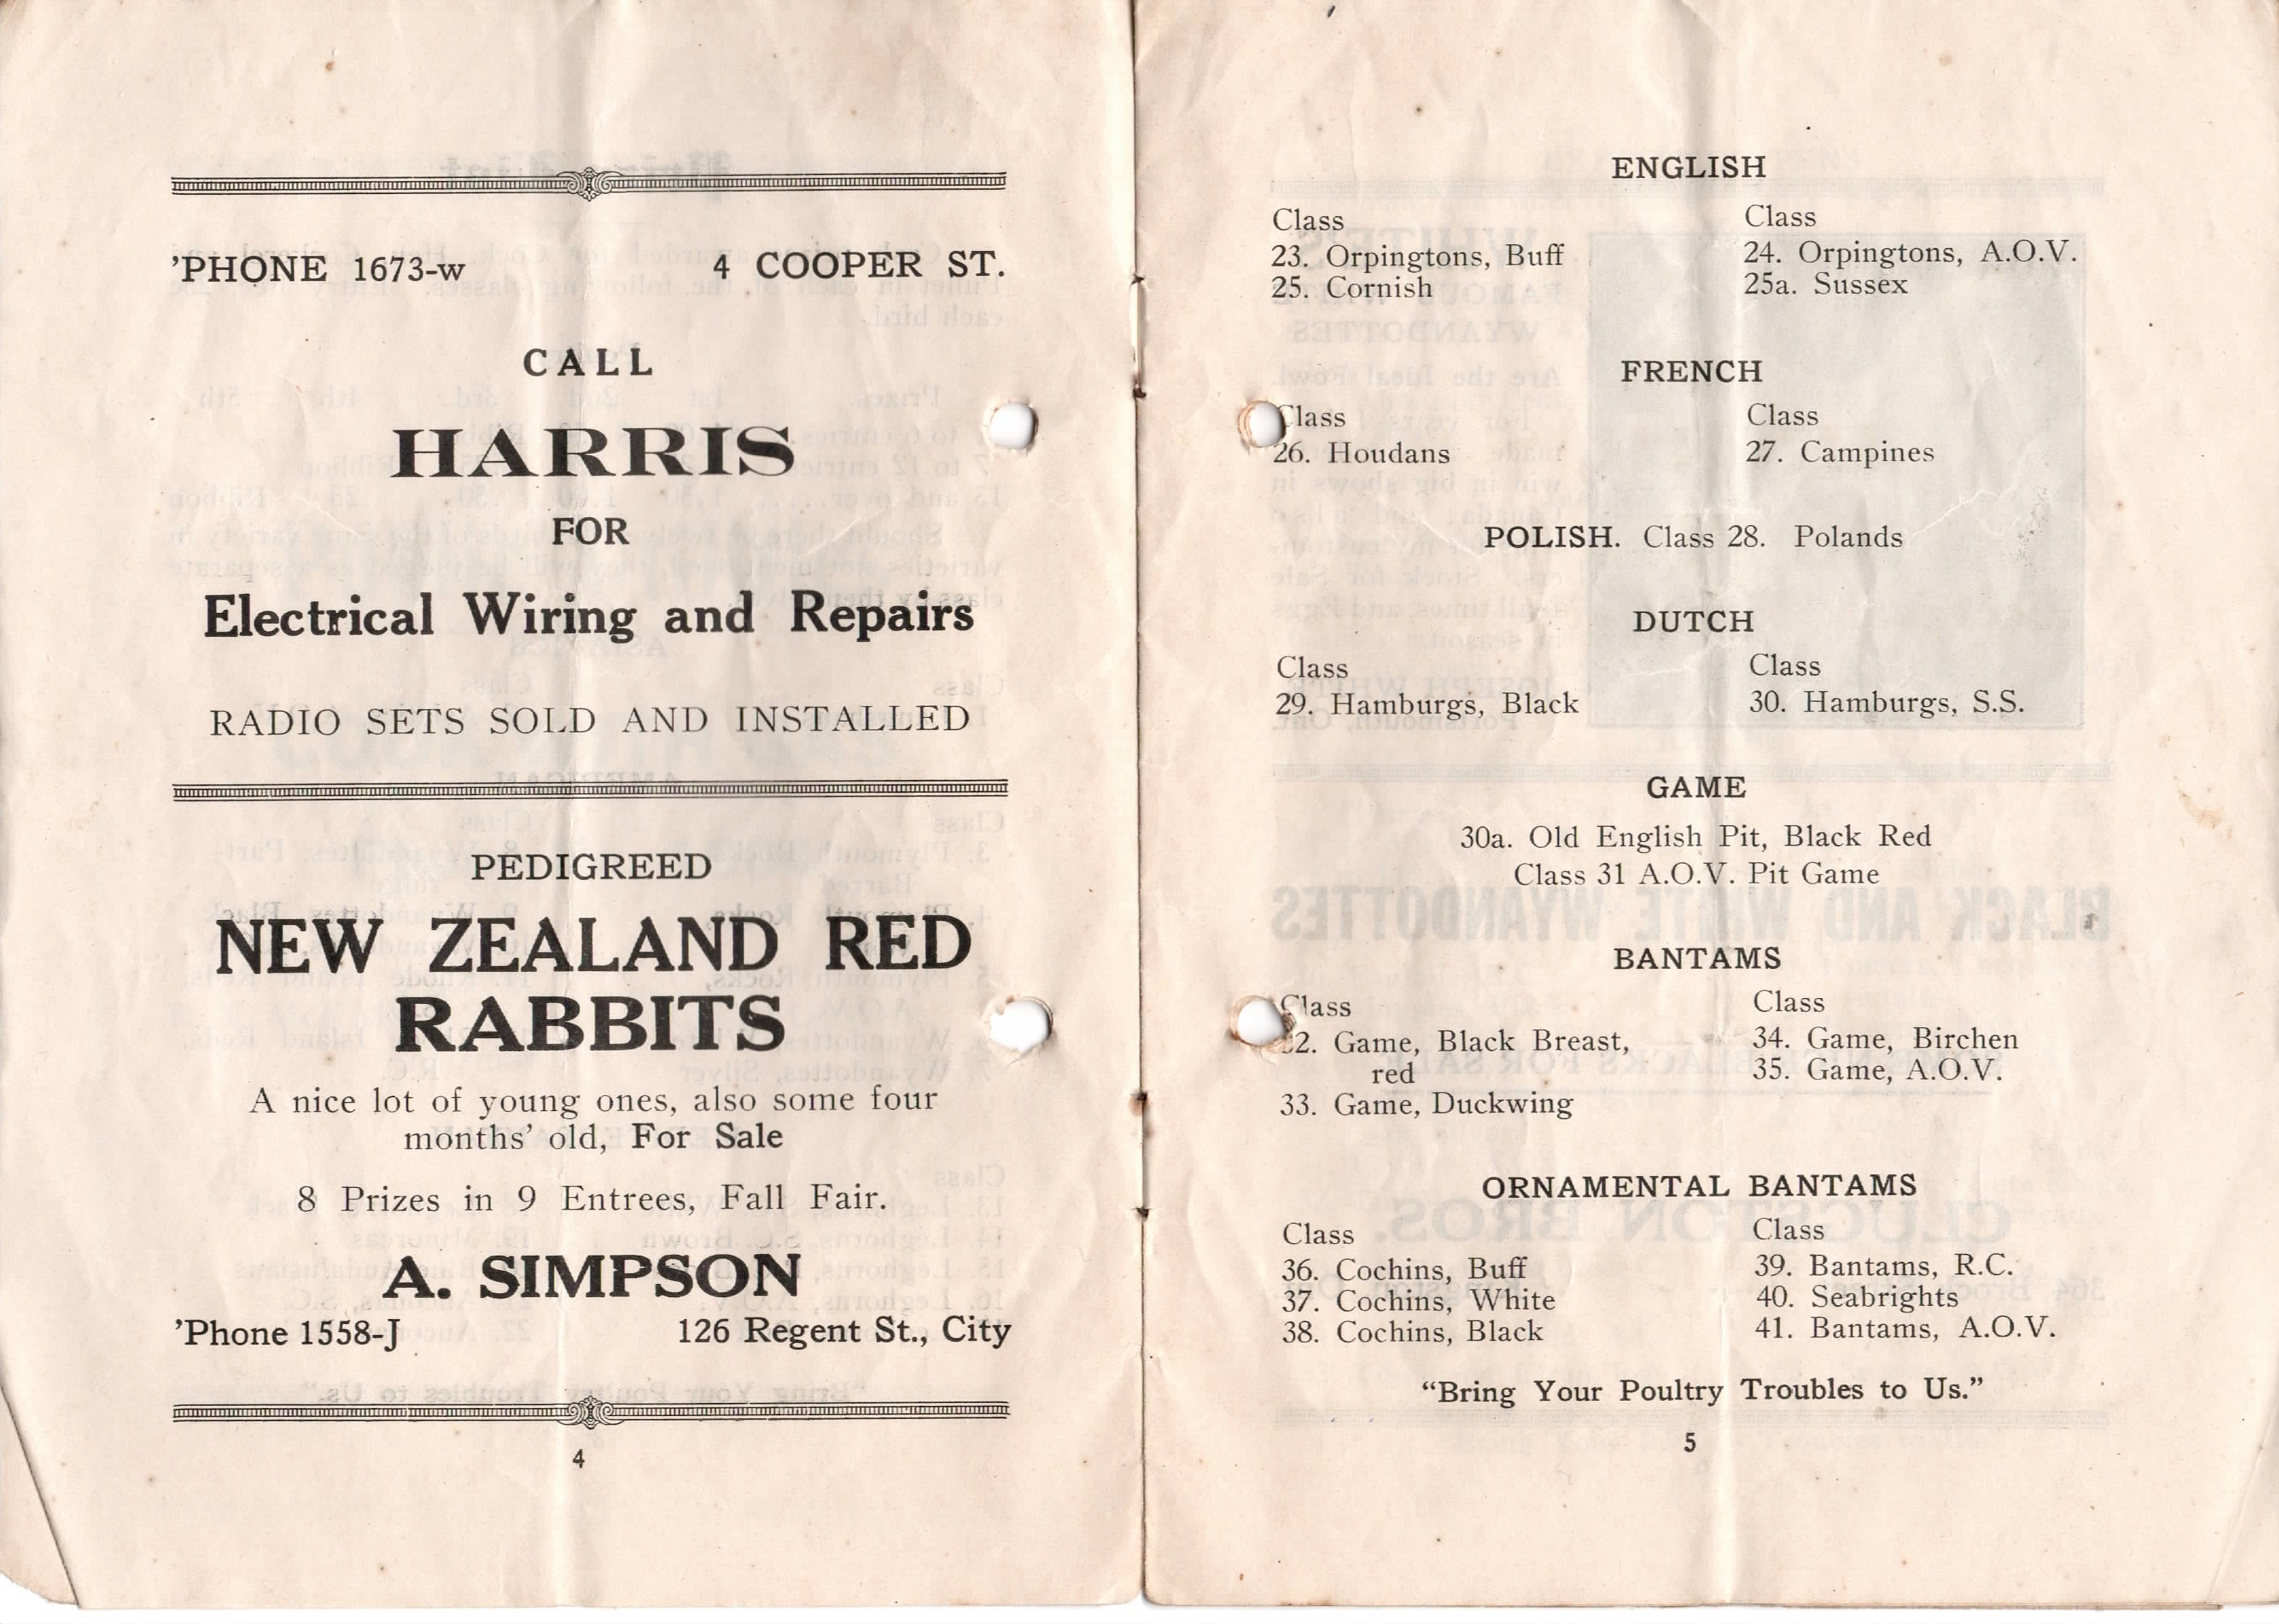 'PHONE 1673-w 4 COOPER ST.
CALL
HARRIS
FOR
Electrical Wiring and Repairs
RADIO SETS SOLD AND INSTALLED
PEDIGREED
NEW ZEALAND RED
RABBITS
A nice lot of young ones, also some four
months' old, For Sale
8 Prizes in 9 Entrees, Fall Fair.
A. SIMPSON
'Phone 1558-J 126 Regent St., City
4
ENGLISH
Class Class
23. Orpingtons, Buff 24. Orpingtons, A.O.V.
25. Cornish 25a. Sussex
FRENCH
Class Class
26. Houdans 27. Campines
POLISH. Class 28. Polands
DUTCH
Class Class
29. Hamburgs, Black 30. Hamburgs, S.S.
GAME
30a. Old English Pit, Black Red
Class 31 A.O.V. Pit Game
BANTAMS
Class Class
32. Game, Black Breast, 34. Game, Birchen
red 35. Game, A.O.V.
33. Game, Duckwing
ORNAMENTAL BANTAMS
Class Class
36. Cochins, Buff 39. Bantams, R.C.
37. Cochins, White 40. Seabrights
38. Cochins, Black 41. Bantams, A.O.V.
"Bring Your Poultry Troubles to Us."
5